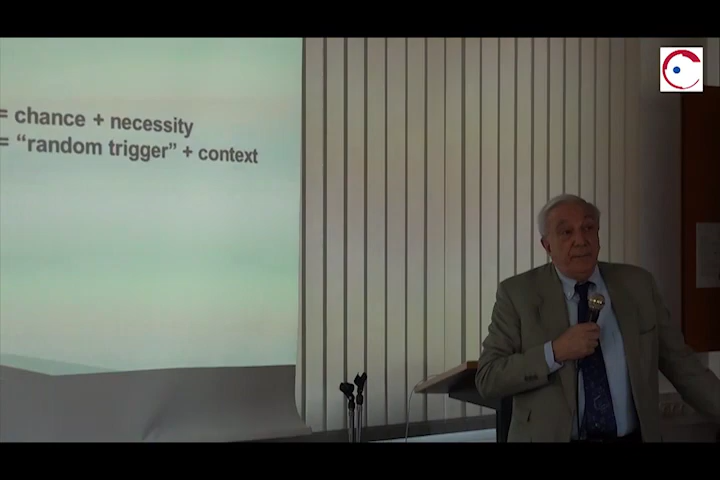 = chance + necessity
= “random trigger” + context